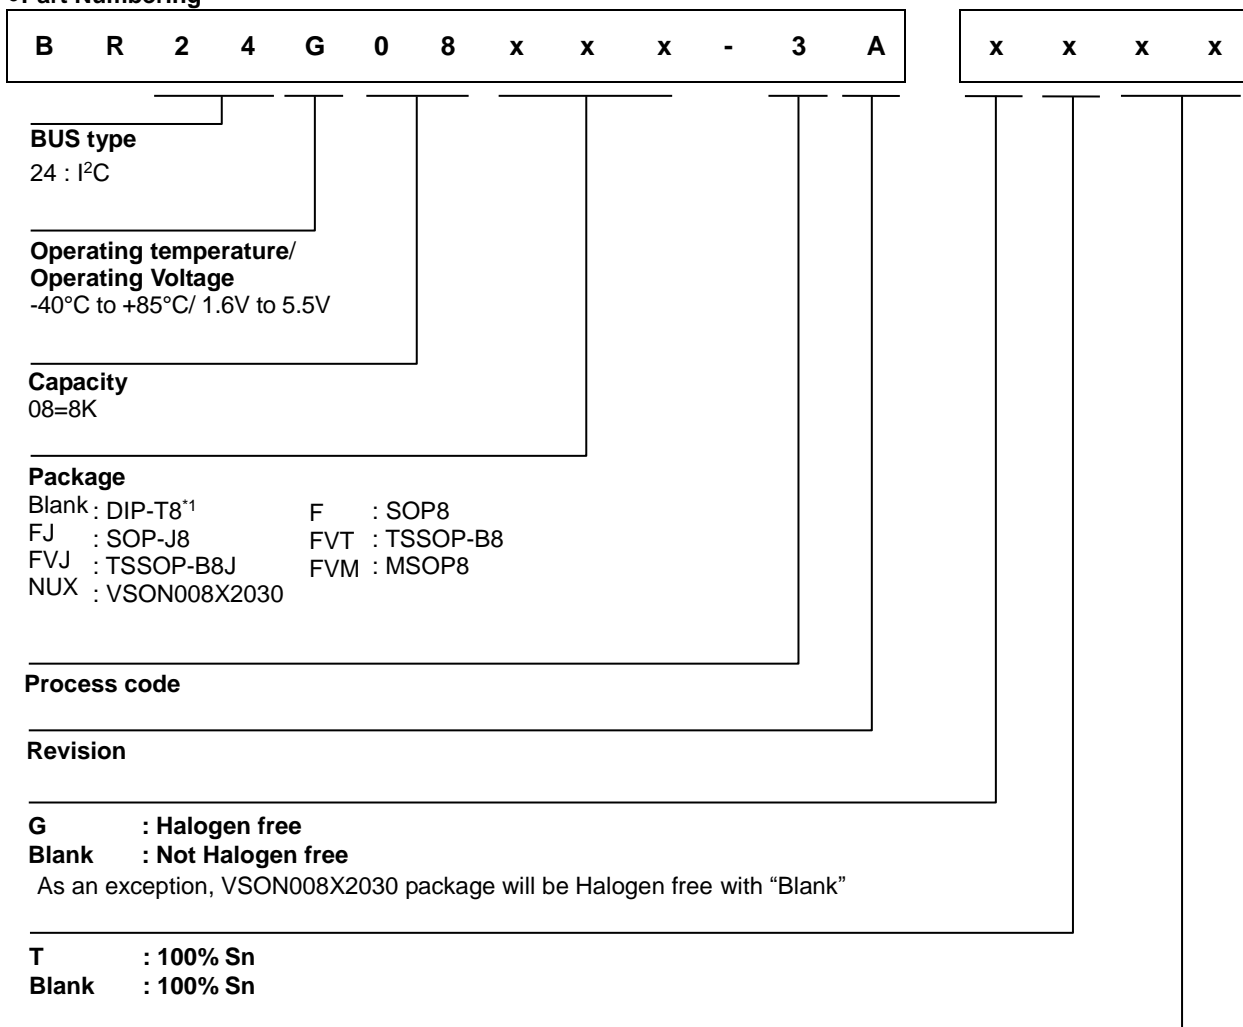 B R 2 4 G 0 8 x x x - 3 A x x x x
BUS type
24 : I²C
Operating temperature/
Operating Voltage
-40°C to +85°C/ 1.6V to 5.5V
Capacity
08=8K
Package
Blank : DIP-T8*1 F : SOP8
FJ : SOP-J8 FVT : TSSOP-B8
FVJ : TSSOP-B8J FVM : MSOP8
NUX : VSON008X2030
Process code
Revision
G : Halogen free
Blank : Not Halogen free
As an exception, VSON008X2030 package will be Halogen free with “Blank”
T : 100% Sn
Blank : 100% Sn